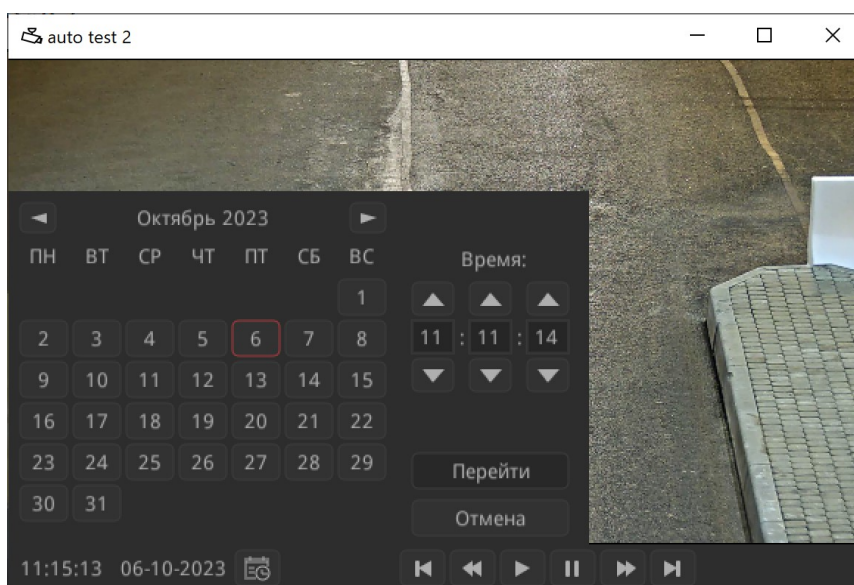 auto test 2
Октябрь 2023
ПН ВТ СР ЧТ ПТ СБ ВС
Время:
1
2 3 4 5 6 7 8
11 : 11 : 14
9 10 11 12 13 14 15
16 17 18 19 20 21 22
23 24 25 26 27 28 29
Перейти
30 31
Отмена
11:15:13 06-10-2023